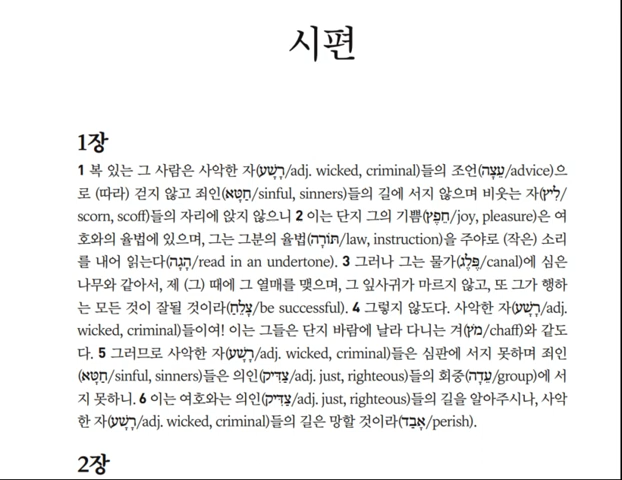 시편
1장
1 복 있는 그 사람은 사악한 자(רָשָׁע/adj. wicked, criminal)들의 조언(עֵצָה/advice)으
로 (따라) 걷지 않고 죄인(חַטָּא/sinful, sinners)들의 길에 서지 않으며 비웃는 자(לִיץ/
scorn, scoff)들의 자리에 앉지 않으니 2 이는 단지 그의 기쁨(חֵפֶץ/joy, pleasure)은 여
호와의 율법에 있으며, 그는 그분의 율법(תּוֹרָה/law, instruction)을 주야로 (작은) 소리
를 내어 읽는다(הָגָה/read in an undertone). 3 그러나 그는 물가(פֶּלֶג/canal)에 심은
나무와 같아서, 제 (그) 때에 그 열매를 맺으며, 그 잎사귀가 마르지 않고, 또 그가 행하
는 모든 것이 잘될 것이라(צָלַח/be successful). 4 그렇지 않도다. 사악한 자(רָשָׁע/adj.
wicked, criminal)들이여! 이는 그들은 단지 바람에 날라 다니는 겨(מֹץ/chaff)와 같도
다. 5 그러므로 사악한 자(רָשָׁע/adj. wicked, criminal)들은 심판에 서지 못하며 죄인
(חַטָּא/sinful, sinners)들은 의인(צַדִּיק/adj. just, righteous)들의 회중(עֵדָה/group)에 서
지 못하니. 6 이는 여호와는 의인(צַדִּיק/adj. just, righteous)들의 길을 알아주시나, 사악
한 자(רָשָׁע/adj. wicked, criminal)들의 길은 망할 것이라(אָבַד/perish).
2장